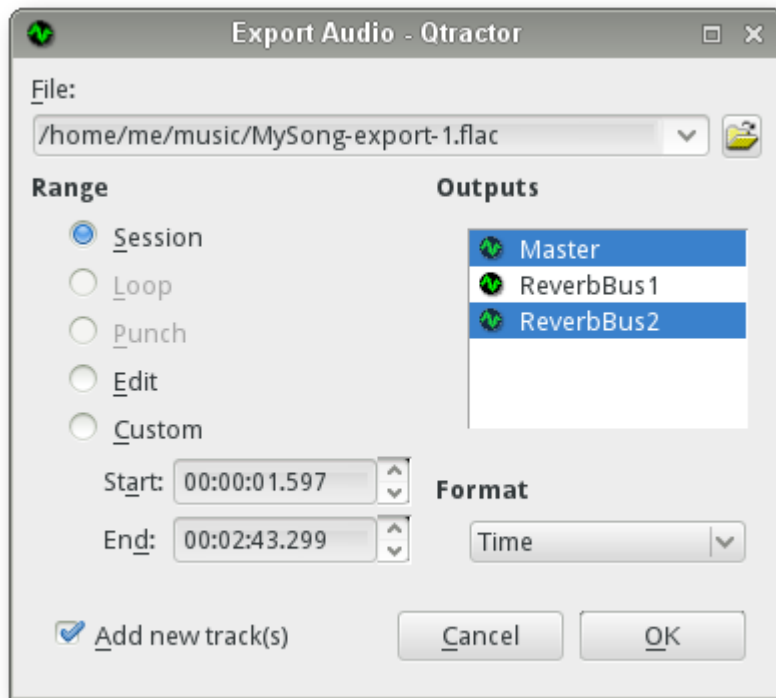 Export Audio - Qtractor
File:
/home/me/music/MySong-export-1.flac
Range
Session
Loop
Punch
Edit
Custom
Start: 00:00:01.597
End: 00:02:43.299
Outputs
Master
ReverbBus1
ReverbBus2
Format
Time
Add new track(s)
Cancel
OK